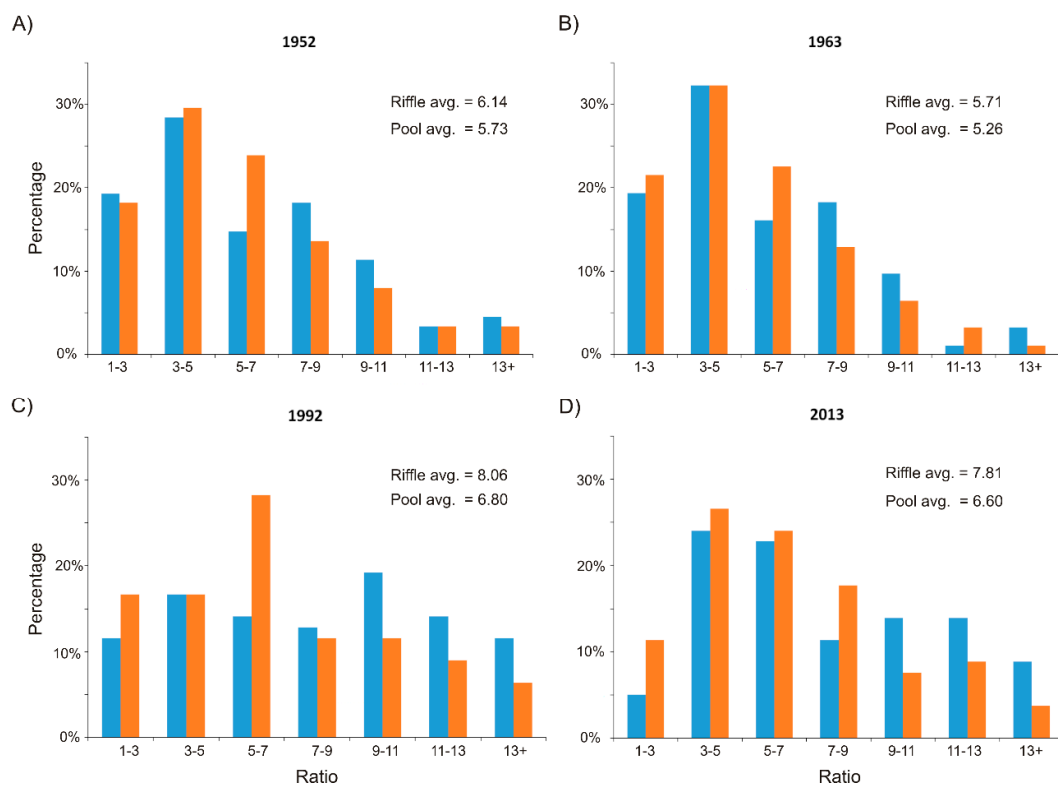 A)
1952
Riffle avg. = 6.14
Pool avg. = 5.73
Percentage
30%
20%
10%
0%
1-3 3-5 5-7 7-9 9-11 11-13 13+
B)
1963
Riffle avg. = 5.71
Pool avg. = 5.26
30%
20%
10%
0%
1-3 3-5 5-7 7-9 9-11 11-13 13+
C)
1992
Riffle avg. = 8.06
Pool avg. = 6.80
Percentage
30%
20%
10%
0%
1-3 3-5 5-7 7-9 9-11 11-13 13+
Ratio
D)
2013
Riffle avg. = 7.81
Pool avg. = 6.60
30%
20%
10%
0%
1-3 3-5 5-7 7-9 9-11 11-13 13+
Ratio